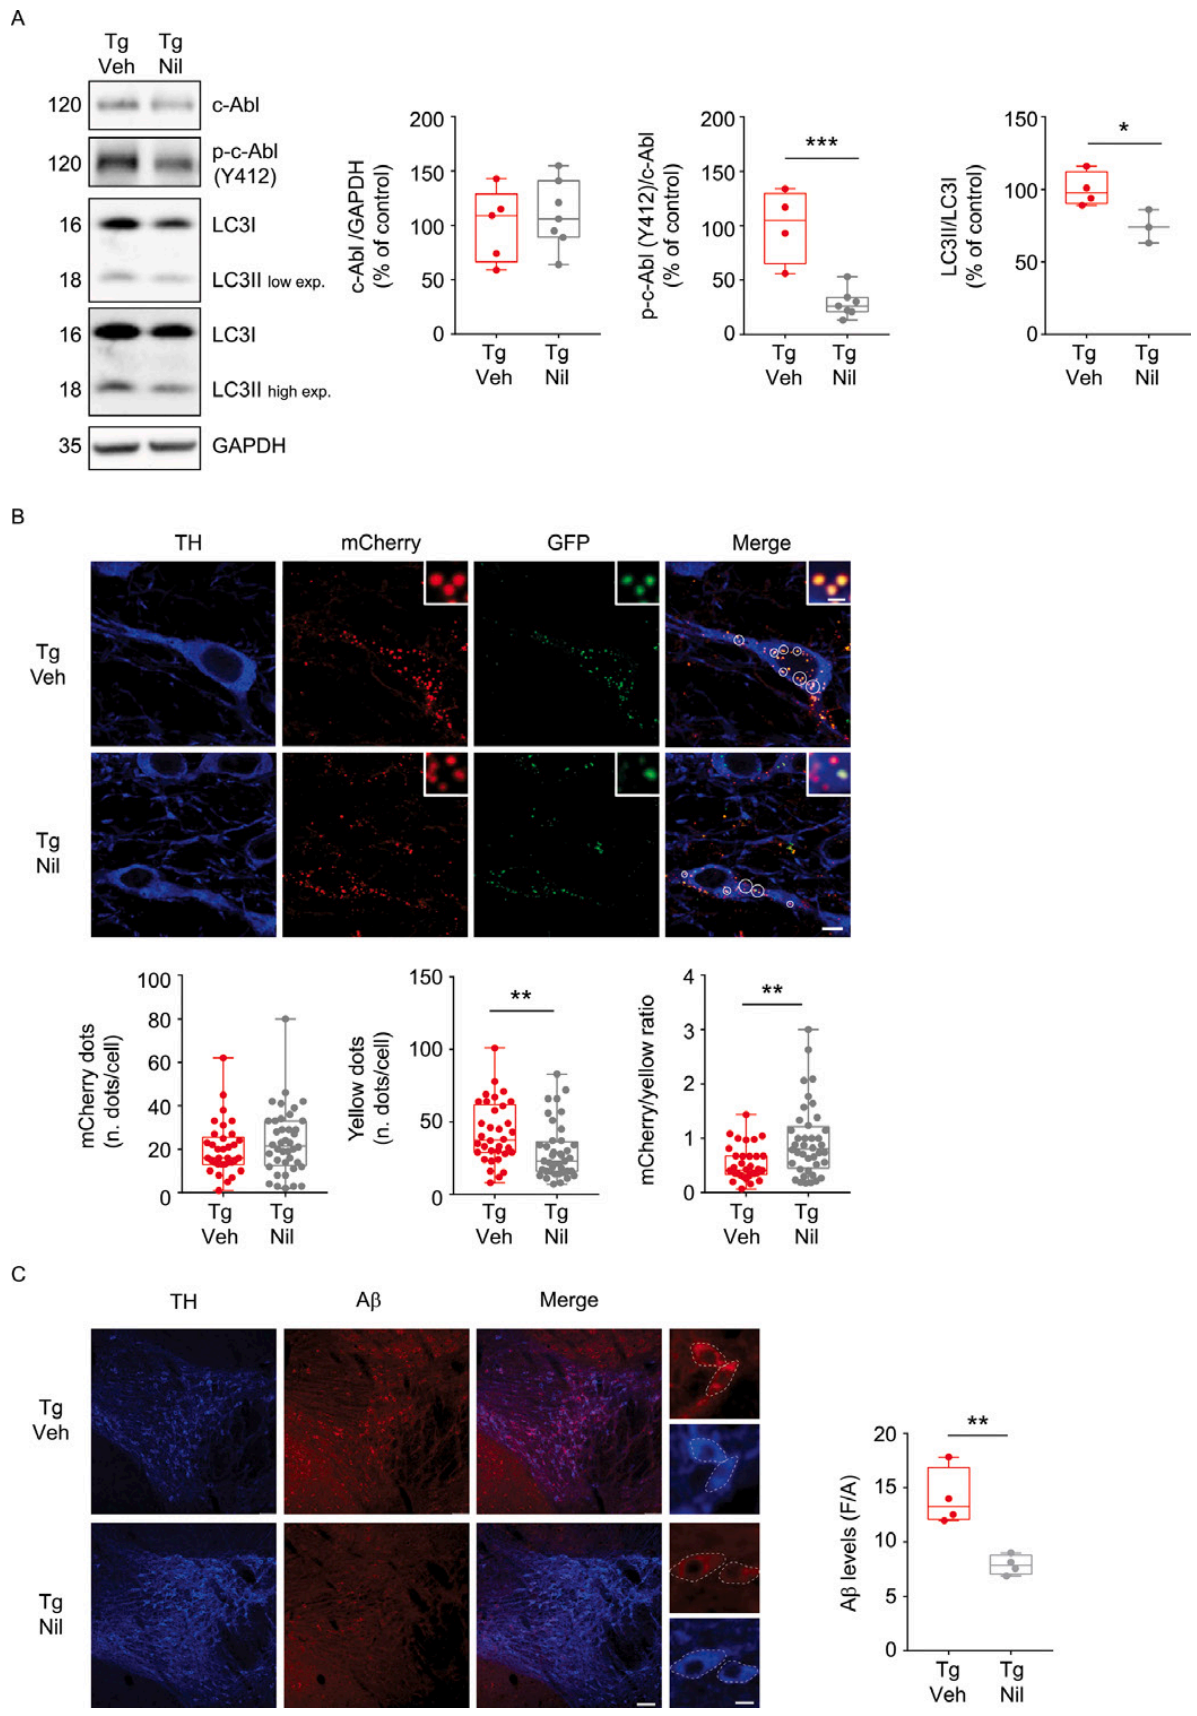 A
Tg Veh
Tg Nil
120
c-Abl
120
p-c-Abl
(Y412)
16
LC3I
18
LC3II low exp.
16
LC3I
18
LC3II high exp.
35
GAPDH
c-Abl /GAPDH
(% of control)
200
150
100
50
0
Tg Veh
Tg Nil
p-c-Abl (Y412)/c-Abl
(% of control)
200
150
100
50
0
***
Tg Veh
Tg Nil
LC3II/LC3I
(% of control)
150
100
50
0
*
Tg Veh
Tg Nil
B
TH
mCherry
GFP
Merge
Tg
Veh
Tg
Nil
mCherry dots
(n. dots/cell)
100
80
60
40
20
0
Tg Veh
Tg Nil
Yellow dots
(n. dots/cell)
150
100
50
0
**
Tg Veh
Tg Nil
mCherry/yellow ratio
4
3
2
1
0
**
Tg Veh
Tg Nil
C
TH
Aβ
Merge
Tg
Veh
Tg
Nil
Aβ levels (F/A)
20
15
10
5
0
**
Tg Veh
Tg Nil